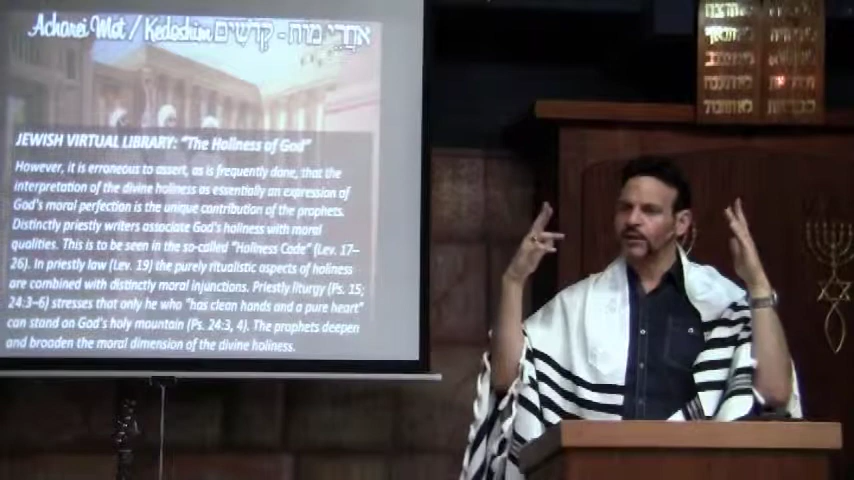 Acharei Mot / Kedoshim אַחֲרֵי מוֹת - קְדֹשִׁים
JEWISH VIRTUAL LIBRARY: "The Holiness of God"
However, it is erroneous to assert, as is frequently done, that the
interpretation of the divine holiness as essentially an expression of
God's moral perfection is the unique contribution of the prophets.
Distinctly priestly writers associate God's holiness with moral
qualities. This is to be seen in the so-called "Holiness Code" (Lev. 17–
26). In priestly law (Lev. 19) the purely ritualistic aspects of holiness
are combined with distinctly moral injunctions. Priestly liturgy (Ps. 15;
24:3–6) stresses that only he who "has clean hands and a pure heart"
can stand on God's holy mountain (Ps. 24:3, 4). The prophets deepen
and broaden the moral dimension of the divine holiness.